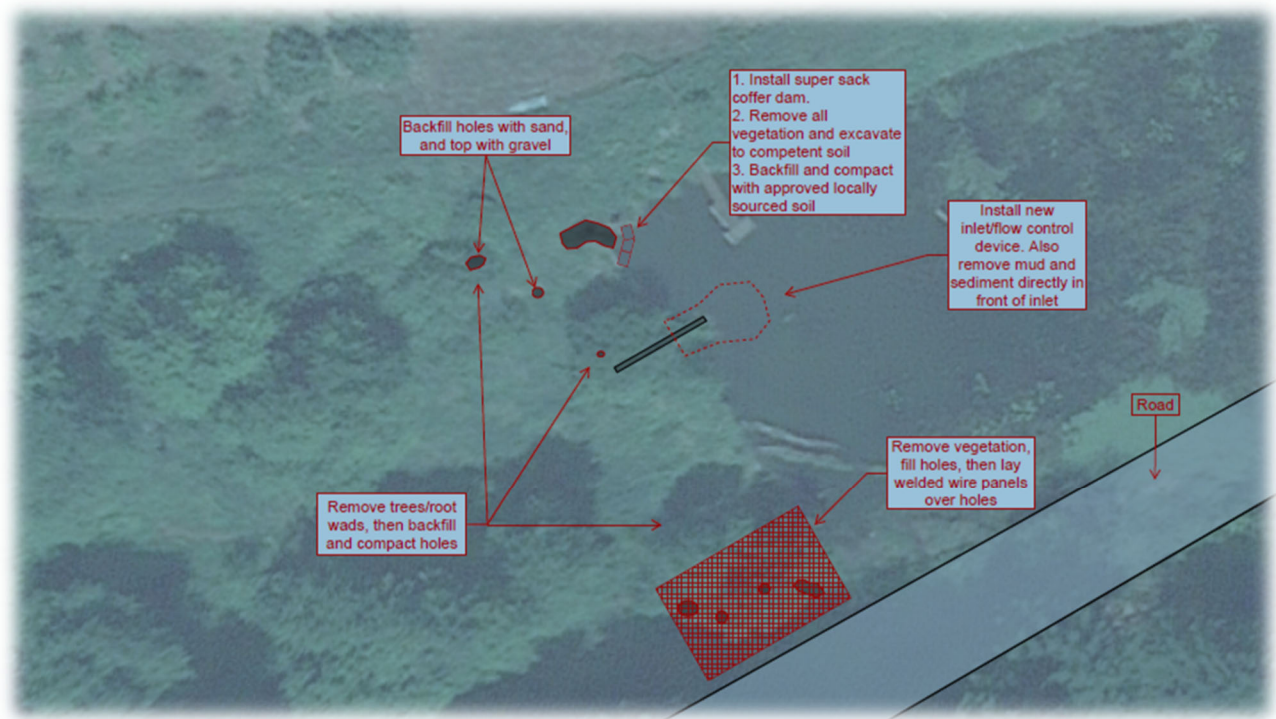 Backfill holes with sand,
and top with gravel
1. Install super sack
coffer dam.
2. Remove all
vegetation and excavate
to competent soil
3. Backfill and compact
with approved locally
sourced soil
Install new
inlet/flow control
device. Also
remove mud and
sediment directly in
front of inlet
Road
Remove vegetation,
fill holes, then lay
welded wire panels
over holes
Remove trees/root
wads, then backfill
and compact holes